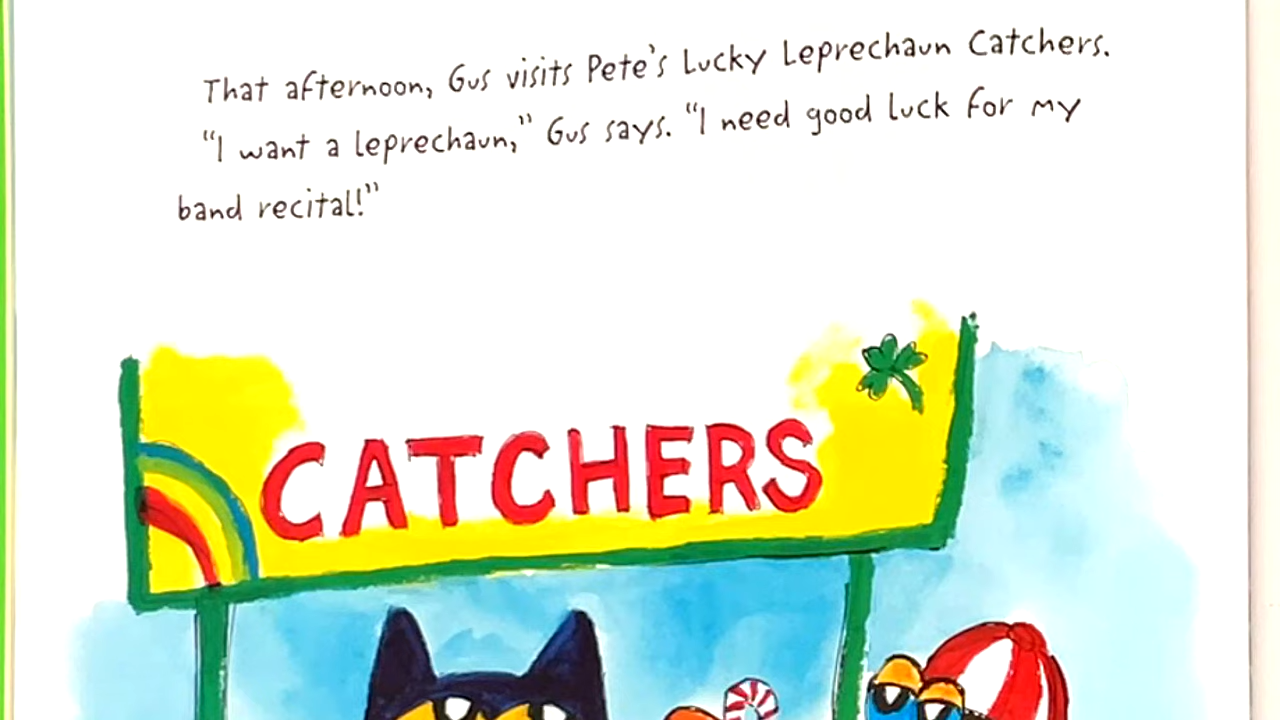 That afternoon, Gus visits Pete's Lucky Leprechaun Catchers.
"I want a leprechaun," Gus says. "I need good luck for my
band recital!"
CATCHERS